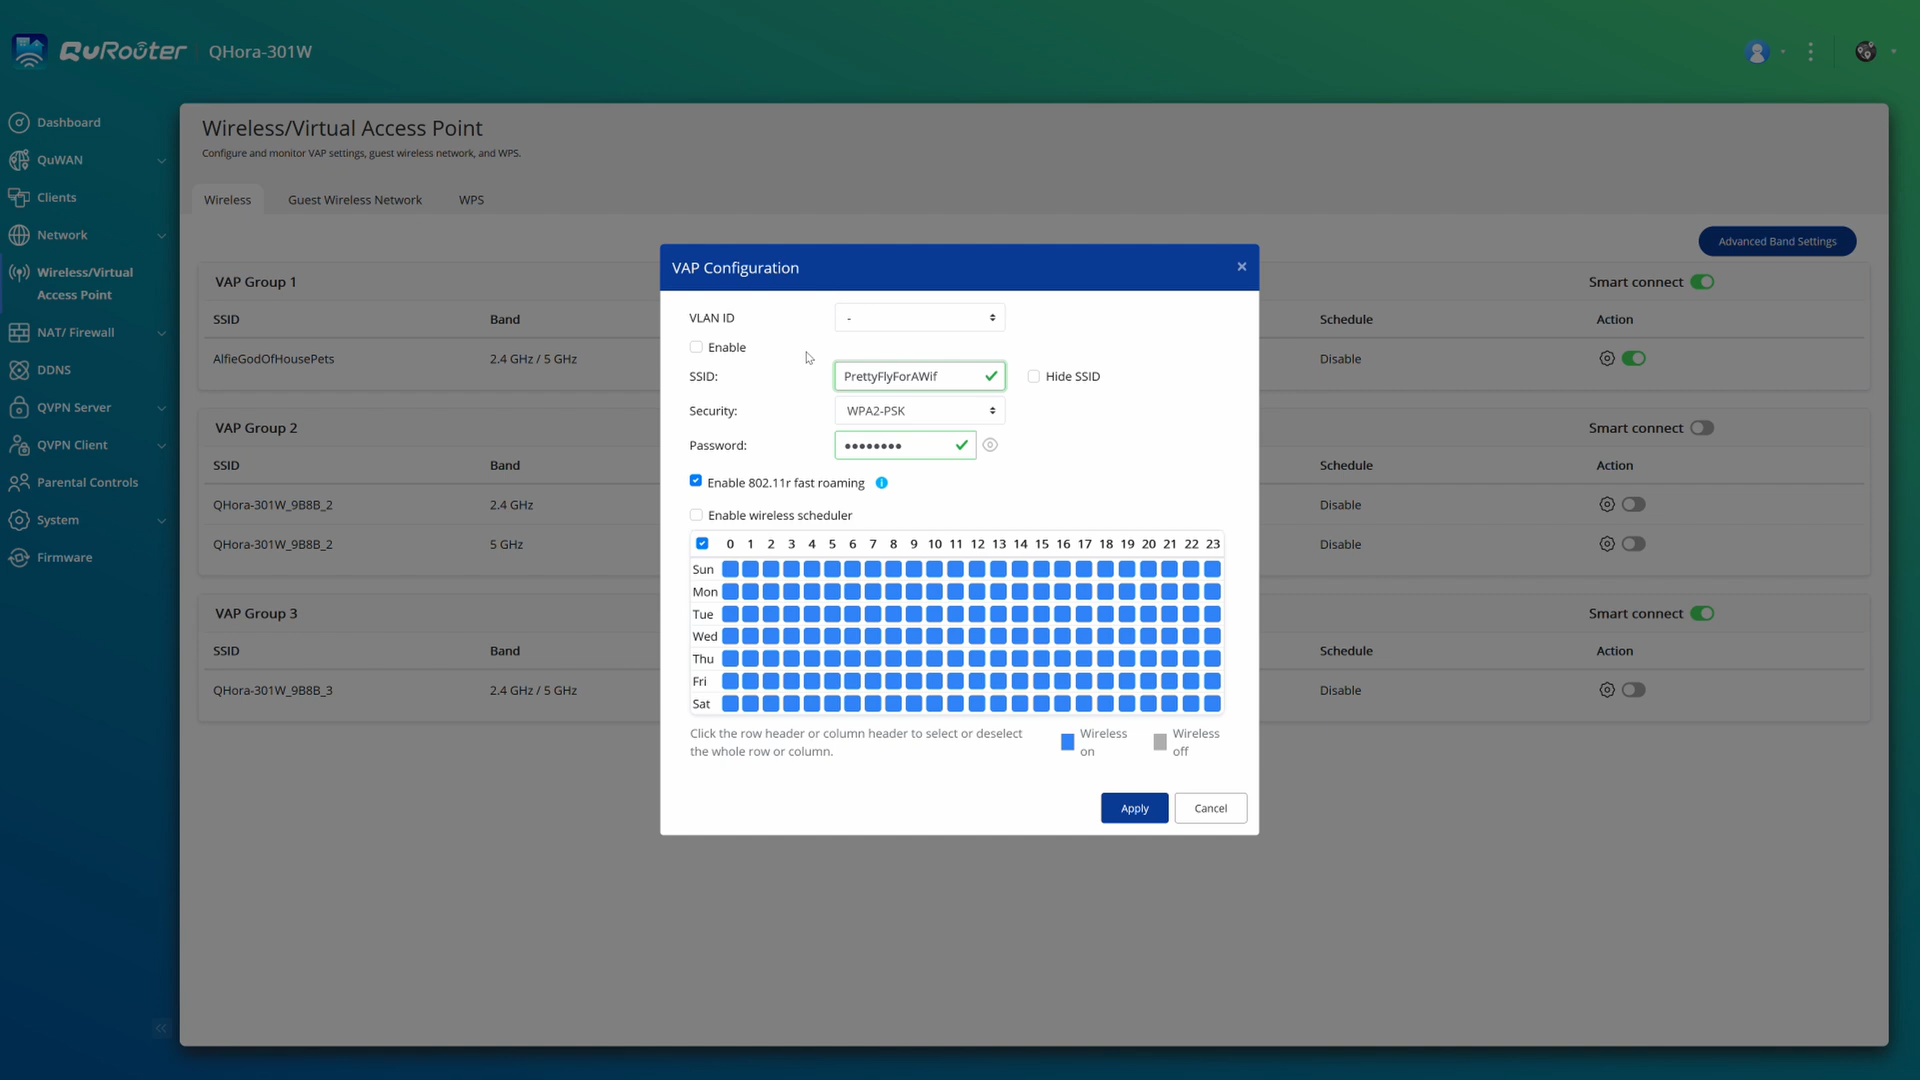 QuRouter QHora-301W
Dashboard
QuWAN
Clients
Network
Wireless/Virtual
Access Point
NAT/ Firewall
DDNS
QVPN Server
QVPN Client
Parental Controls
System
Firmware
Wireless/Virtual Access Point
Configure and monitor VAP settings, guest wireless network, and WPS.
Wireless Guest Wireless Network WPS
Advanced Band Settings
VAP Group 1 Smart connect
SSID Band Schedule Action
AlfieGodOfHousePets 2.4 GHz / 5 GHz Disable
VAP Group 2 Smart connect
SSID Band Schedule Action
QHora-301W_9B8B_2 2.4 GHz Disable
QHora-301W_9B8B_2 5 GHz Disable
VAP Group 3 Smart connect
SSID Band Schedule Action
QHora-301W_9B8B_3 2.4 GHz / 5 GHz Disable
VAP Configuration
VLAN ID -
Enable
SSID: PrettyFlyForAWif Hide SSID
Security: WPA2-PSK
Password: ••••••••
Enable 802.11r fast roaming
Enable wireless scheduler
0 1 2 3 4 5 6 7 8 9 10 11 12 13 14 15 16 17 18 19 20 21 22 23
Sun
Mon
Tue
Wed
Thu
Fri
Sat
Click the row header or column header to select or deselect
the whole row or column.
Wireless
on
Wireless
off
Apply Cancel